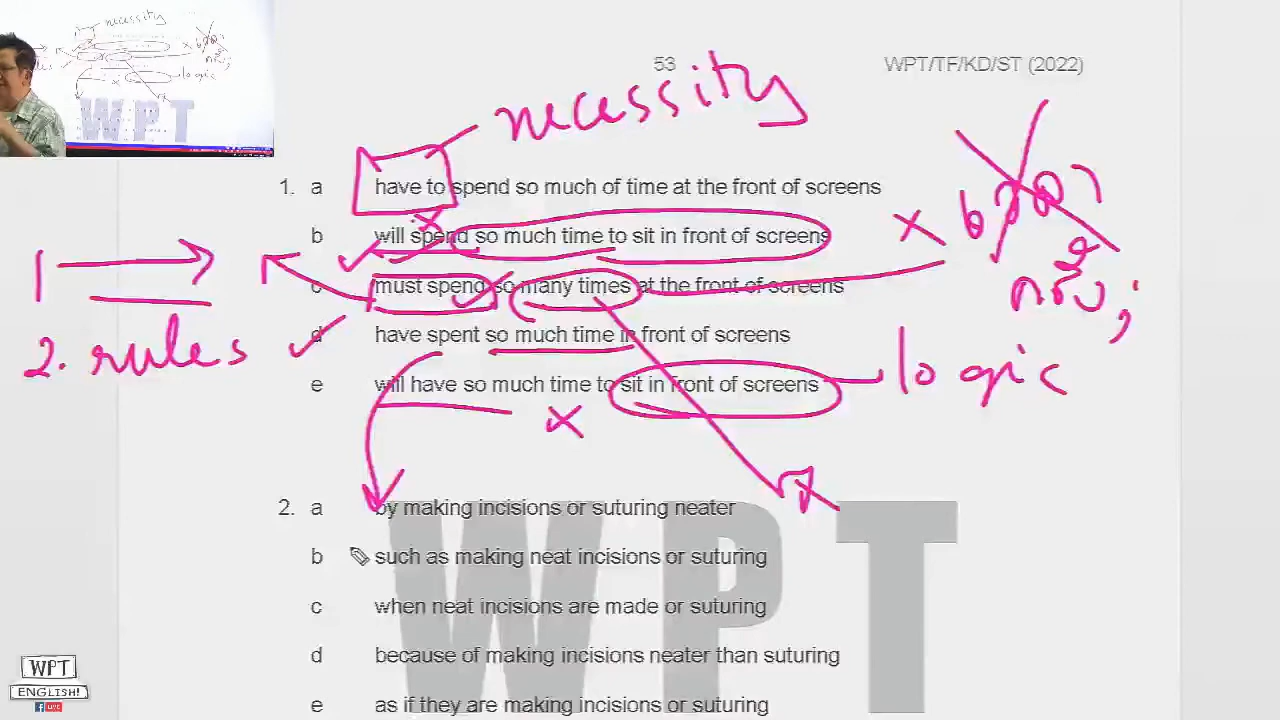 necessity
logic
WPT
53 WPT/TF/KD/ST (2022)
necessity
1. a have to spend so much of time at the front of screens
b will spend so much time to sit in front of screens
c must spend so many times at the front of screens
d have spent so much time in front of screens
e will have so much time to sit in front of screens
1
2. rules
logic
2. a by making incisions or suturing neater
b such as making neat incisions or suturing
c when neat incisions are made or suturing
d because of making incisions neater than suturing
e as if they are making incisions or suturing
WPT
WPT
ENGLISH!
LIVE